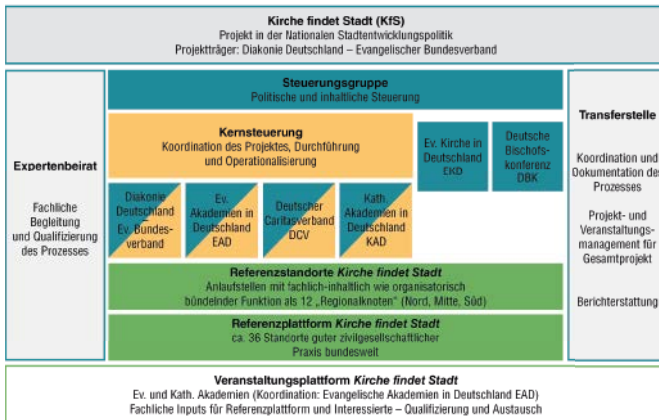 Kirche findet Stadt (KfS)
Projekt in der Nationalen Stadtentwicklungspolitik
Projektträger: Diakonie Deutschland – Evangelischer Bundesverband
Expertenbeirat
Fachliche
Begleitung
und Qualifizierung
des Prozesses
Steuerungsgruppe
Politische und inhaltliche Steuerung
Kernsteuerung
Koordination des Projektes, Durchführung
und Operationalisierung
Ev. Kirche in
Deutschland
EKD
Deutsche
Bischofs-
konferenz
DBK
Diakonie
Deutschland
–
Ev. Bundes-
verband
Ev.
Akademien in
Deutschland
EAD
Deutscher
Caritasverband
DCV
Kath.
Akademien in
Deutschland
KAD
Referenzstandorte Kirche findet Stadt
Anlaufstellen mit fachlich-inhaltlich wie organisatorisch
bündelnder Funktion als 12 „Regionalknoten“ (Nord, Mitte, Süd)
Referenzplattform Kirche findet Stadt
ca. 36 Standorte guter zivilgesellschaftlicher
Praxis bundesweit
Transferstelle
Koordination und
Dokumentation des
Prozesses
Projekt- und
Veranstaltungs-
management für
Gesamtprojekt
Berichterstattung
Veranstaltungsplattform Kirche findet Stadt
Ev. und Kath. Akademien (Koordination: Evangelische Akademien in Deutschland EAD)
Fachliche Inputs für Referenzplattform und Interessierte – Qualifizierung und Austausch